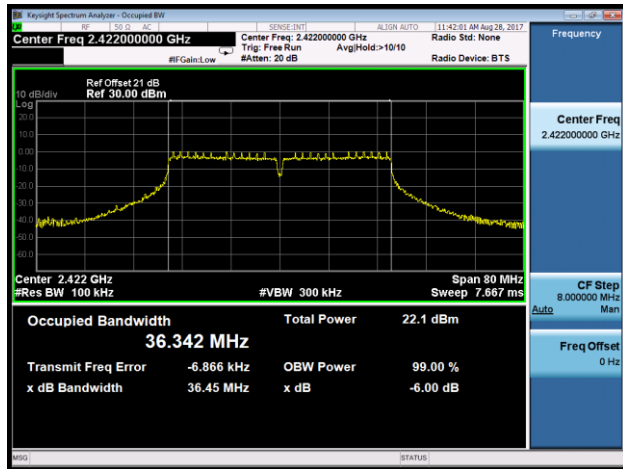 Keysight Spectrum Analyzer - Occupied BW
RF 50 Ω AC SENSE:INT ALIGN AUTO 11:42:01 AM Aug 28, 2017
Center Freq 2.422000000 GHz
Center Freq: 2.422000000 GHz
Radio Std: None
Trig: Free Run Avg|Hold:>10/10
#IFGain:Low #Atten: 20 dB Radio Device: BTS
Frequency
Ref Offset 21 dB
10 dB/div Ref 30.00 dBm
Log
20.0
10.0
0.00
-10.0
-20.0
-30.0
-40.0
-50.0
-60.0
Center Freq
2.422000000 GHz
Center 2.422 GHz Span 80 MHz
#Res BW 100 kHz #VBW 300 kHz Sweep 7.667 ms
CF Step
8.000000 MHz
Auto Man
Occupied Bandwidth Total Power 22.1 dBm
36.342 MHz
Transmit Freq Error -6.866 kHz OBW Power 99.00 %
x dB Bandwidth 36.45 MHz x dB -6.00 dB
Freq Offset
0 Hz
MSG STATUS